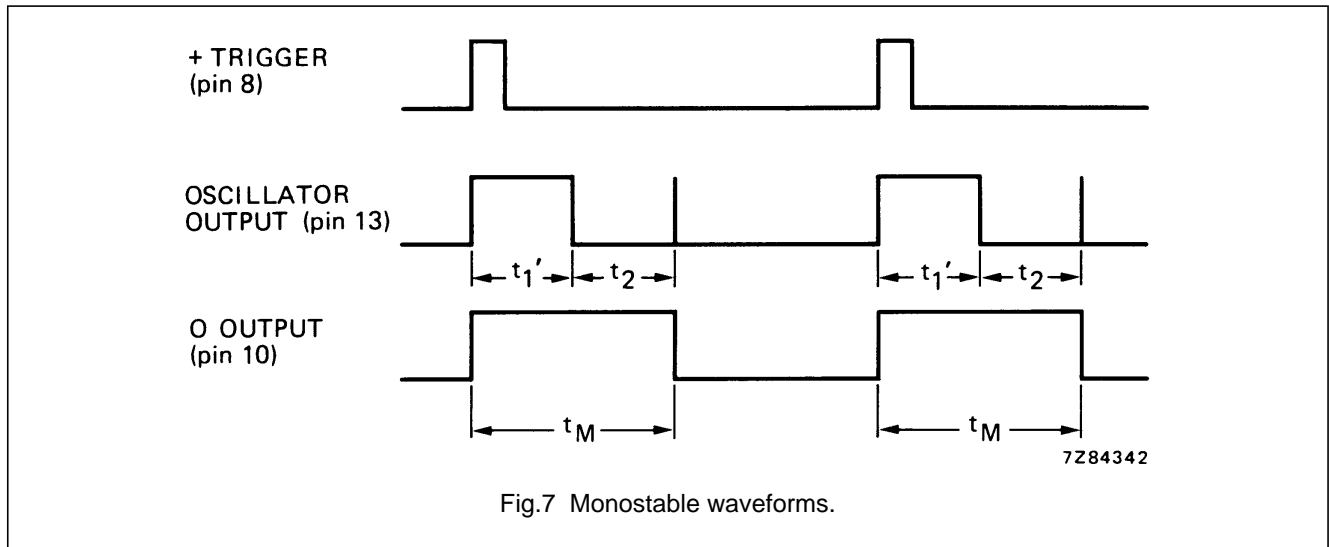 + TRIGGER
(pin 8)
OSCILLATOR
OUTPUT (pin 13)
t1' t2 t1' t2
O OUTPUT
(pin 10)
tM tM
7Z84342
Fig.7 Monostable waveforms.